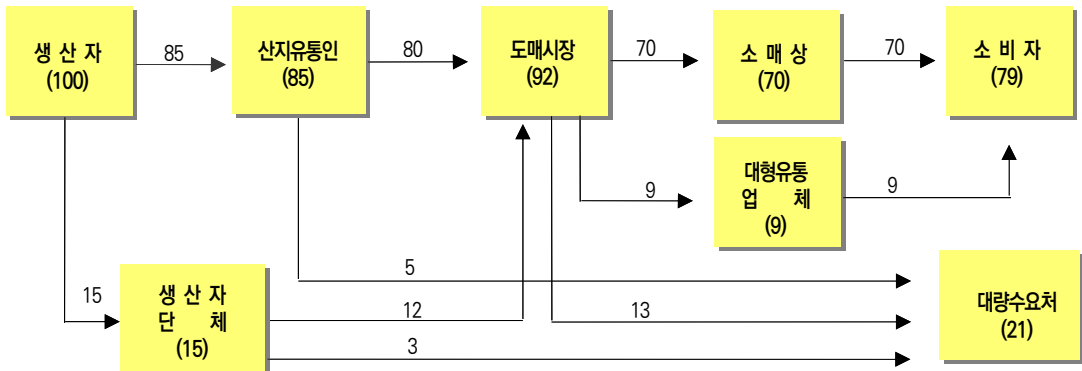 생 산 자
(100)
85
산지유통인
(85)
80
도매시장
(92)
70
소 매 상
(70)
70
소 비 자
(79)
9
대형유통
업 체
(9)
9
15
생 산 자
단 체
(15)
5
12
13
3
대량수요처
(21)